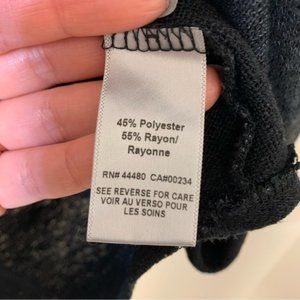 45% Polyester
55% Rayon/
Rayonne
RN# 44480 CA#00234
SEE REVERSE FOR CARE
VOIR AU VERSO POUR
LES SOINS